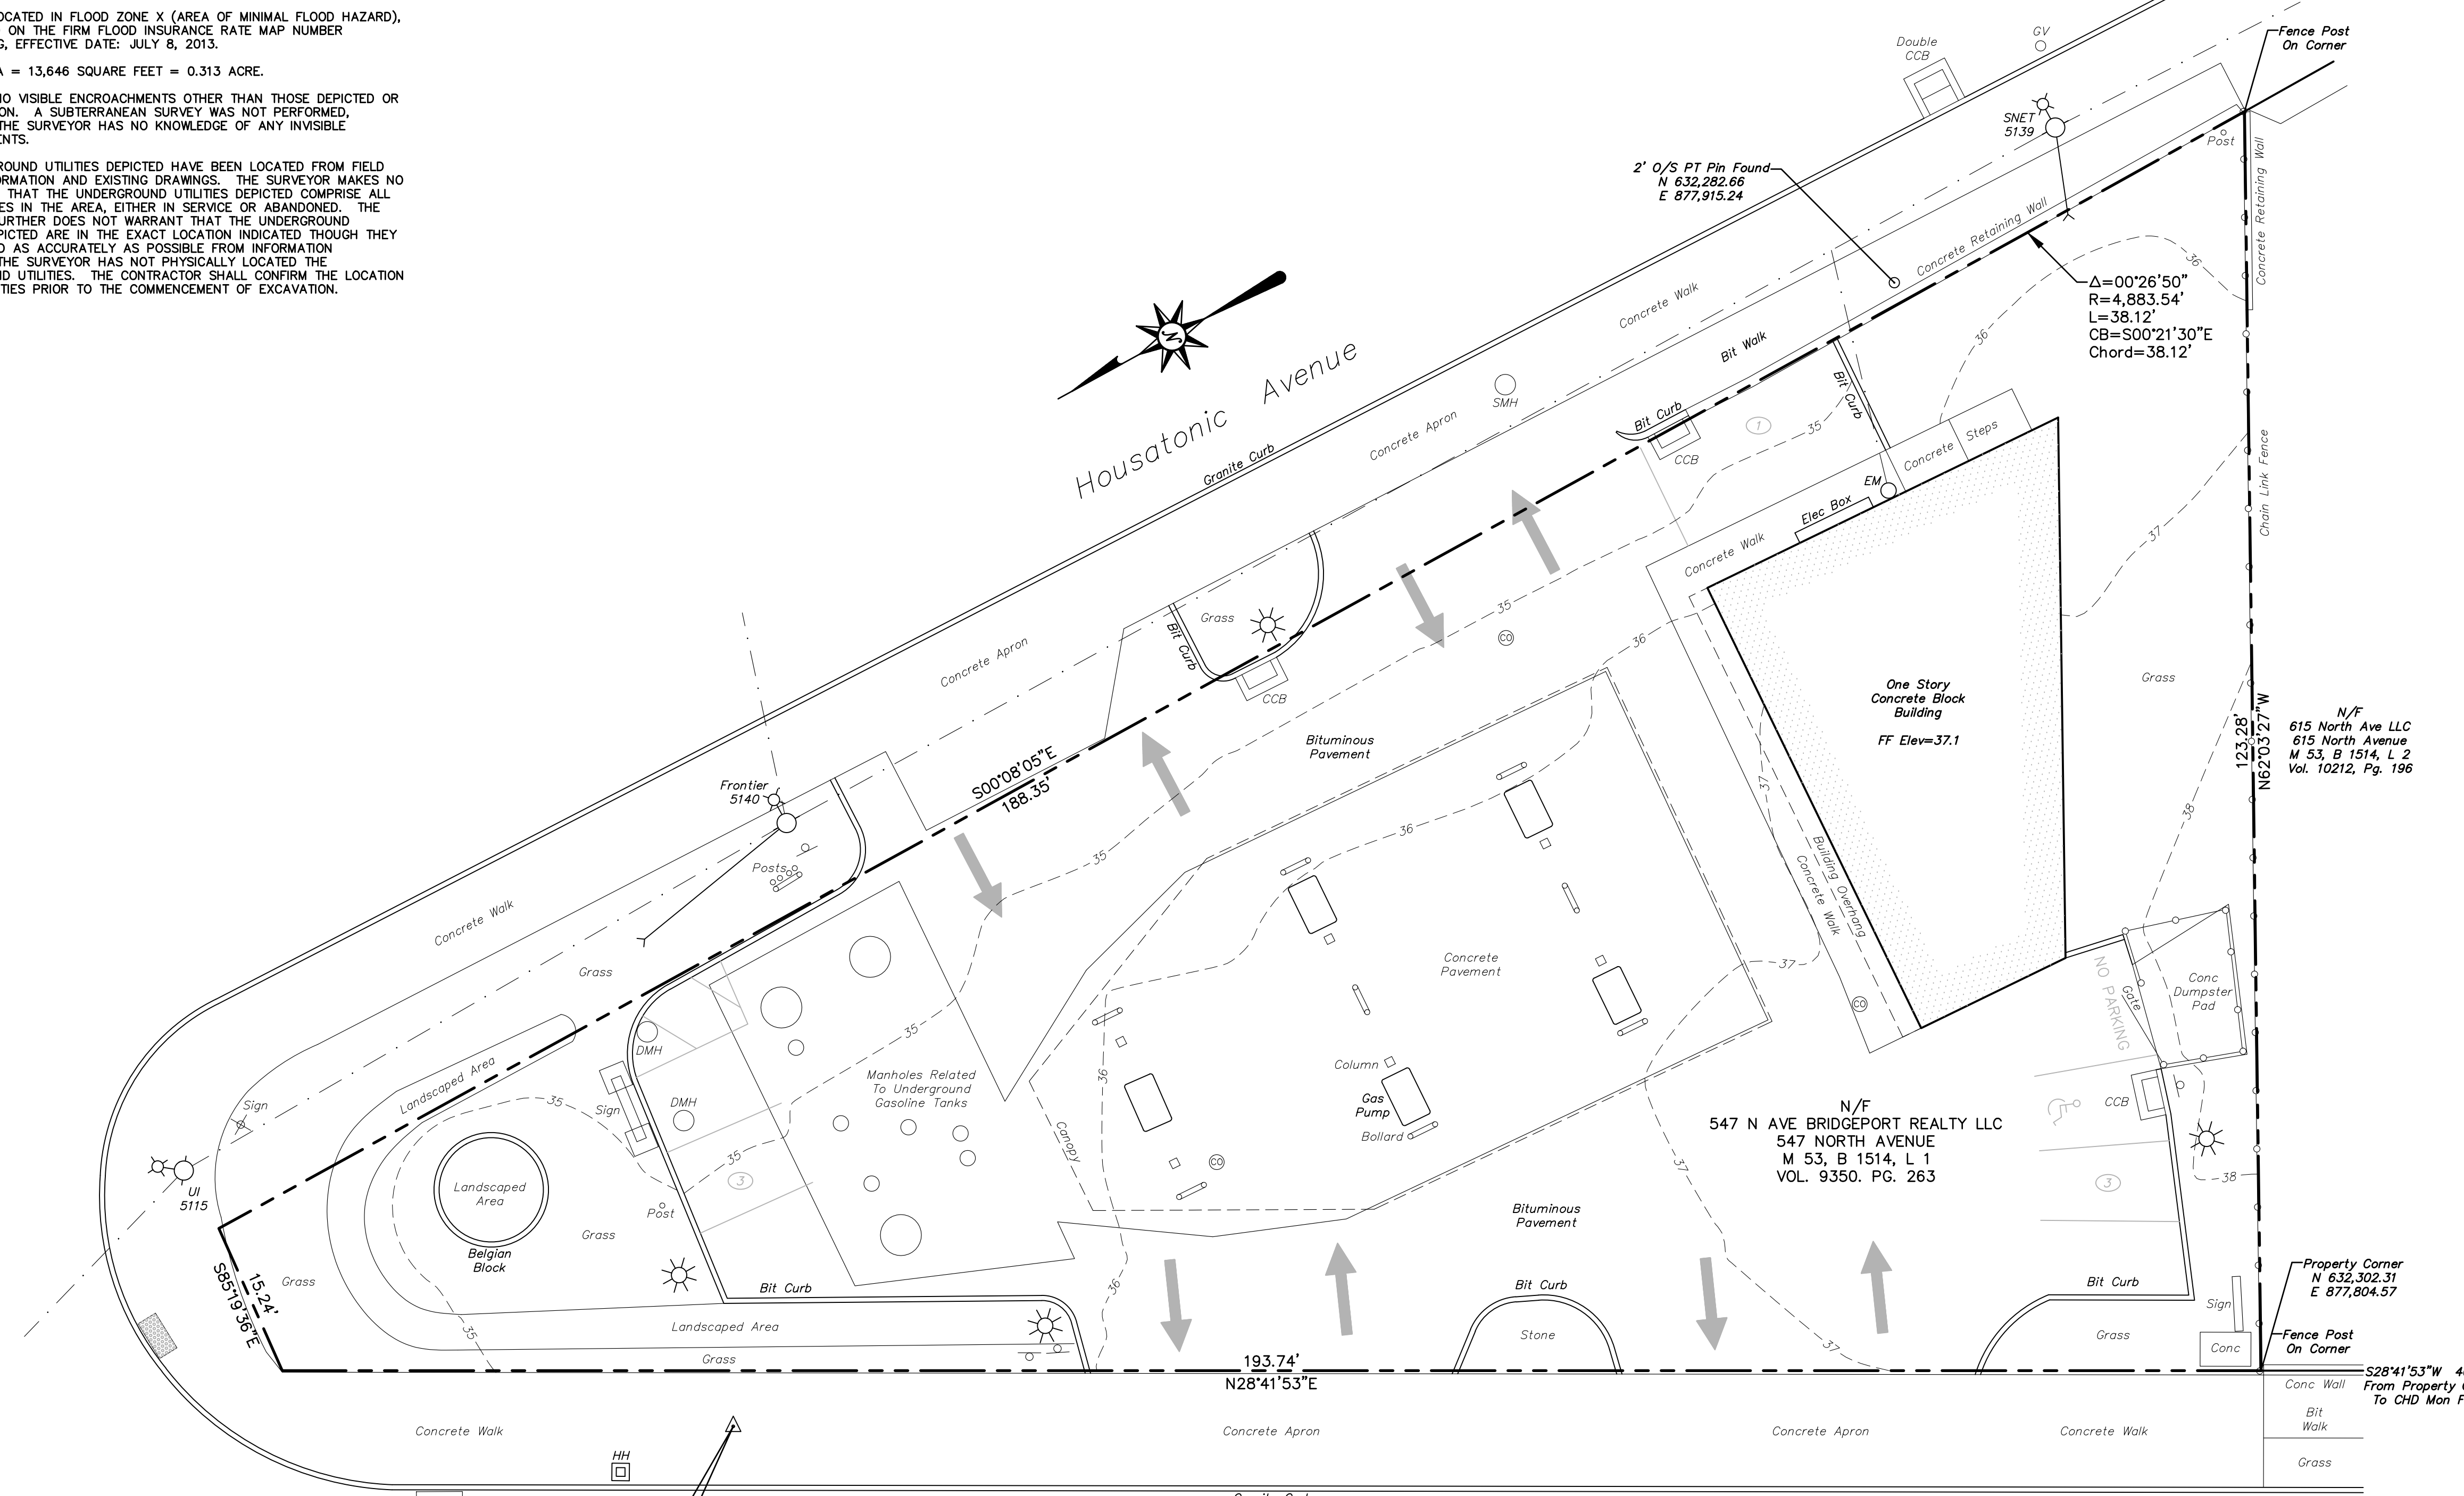 OCATED IN FLOOD ZONE X (AREA OF MINIMAL FLOOD HAZARD),
ON THE FIRM FLOOD INSURANCE RATE MAP NUMBER
G, EFFECTIVE DATE: JULY 8, 2013.
A = 13,646 SQUARE FEET = 0.313 ACRE.
NO VISIBLE ENCROACHMENTS OTHER THAN THOSE DEPICTED OR
ON. A SUBTERRANEAN SURVEY WAS NOT PERFORMED,
THE SURVEYOR HAS NO KNOWLEDGE OF ANY INVISIBLE
ENTS.
ROUND UTILITIES DEPICTED HAVE BEEN LOCATED FROM FIELD
ORMATION AND EXISTING DRAWINGS. THE SURVEYOR MAKES NO
THAT THE UNDERGROUND UTILITIES DEPICTED COMPRISE ALL
ES IN THE AREA, EITHER IN SERVICE OR ABANDONED. THE
URTHER DOES NOT WARRANT THAT THE UNDERGROUND
PICTED ARE IN THE EXACT LOCATION INDICATED THOUGH THEY
D AS ACCURATELY AS POSSIBLE FROM INFORMATION
THE SURVEYOR HAS NOT PHYSICALLY LOCATED THE
ND UTILITIES. THE CONTRACTOR SHALL CONFIRM THE LOCATION
TIES PRIOR TO THE COMMENCEMENT OF EXCAVATION.
Double
CCB
GV
Fence Post
On Corner
SNET
5139
Post
Concrete Retaining Wall
2' O/S PT Pin Found
N 632,282.66
E 877,915.24
Concrete Retaining Wall
36
36
Δ=00°26'50"
R=4,883.54'
L=38.12'
CB=S00°21'30"E
Chord=38.12'
N
Housatonic Avenue
Granite Curb
Concrete Walk
Bit Walk
SMH
Concrete Apron
Bit Curb
CCB
1
35
Bit Curb
Concrete Steps
EM
Elec Box
Concrete Walk
Chain Link Fence
37
Grass
Bit Curb
CCB
35
CO
36
One Story
Concrete Block
Building
FF Elev=37.1
Grass
123.28'
N62°03'27"W
N/F
615 North Ave LLC
615 North Avenue
M 53, B 1514, L 2
Vol. 10212, Pg. 196
Concrete Apron
Bituminous
Pavement
S00°08'05"E
188.35'
Frontier
5140
Posts
35
36
37
38
Building Overhang
Concrete Walk
Concrete Walk
Grass
Concrete
Pavement
37
CO
NO PARKING
Gate
Conc
Dumpster
Pad
Landscaped Area
DMH
35
Manholes Related
To Underground
Gasoline Tanks
36
Column
Gas
Pump
Bollard
CCB
Sign
35
Sign
DMH
35
3
Canopy
CO
37
N/F
547 N AVE BRIDGEPORT REALTY LLC
547 NORTH AVENUE
M 53, B 1514, L 1
VOL. 9350. PG. 263
3
38
UI
5115
Landscaped
Area
Belgian
Block
Post
Grass
Bituminous
Pavement
Grass
15.24'
S85°19'36"E
Bit Curb
36
Bit Curb
Bit Curb
Property Corner
N 632,302.31
E 877,804.57
Sign
Landscaped Area
Stone
Grass
Fence Post
On Corner
Conc
35
Grass
37
193.74'
N28°41'53"E
S28°41'53"W 4
From Property
To CHD Mon F
Conc Wall
Bit
Walk
Grass
Concrete Walk
Concrete Apron
Concrete Apron
Concrete Walk
HH